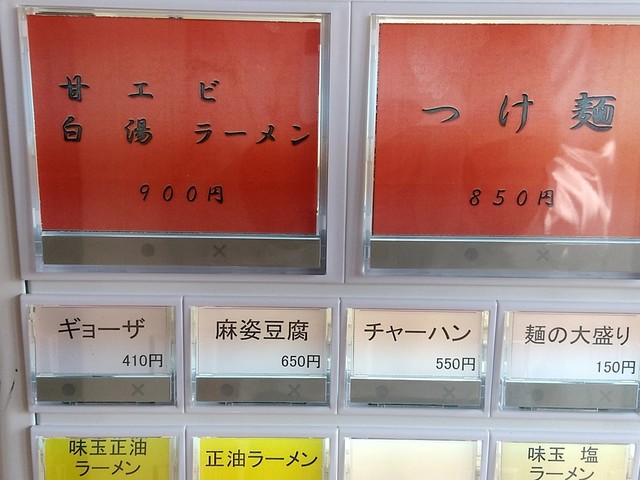 甘エビ
白湯ラーメン
900円
つけ麺
850円
ギョーザ
410円
麻姿豆腐
650円
チャーハン
550円
麺の大盛り
150円
味玉正油
ラーメン
正油ラーメン
味玉 塩
ラーメン